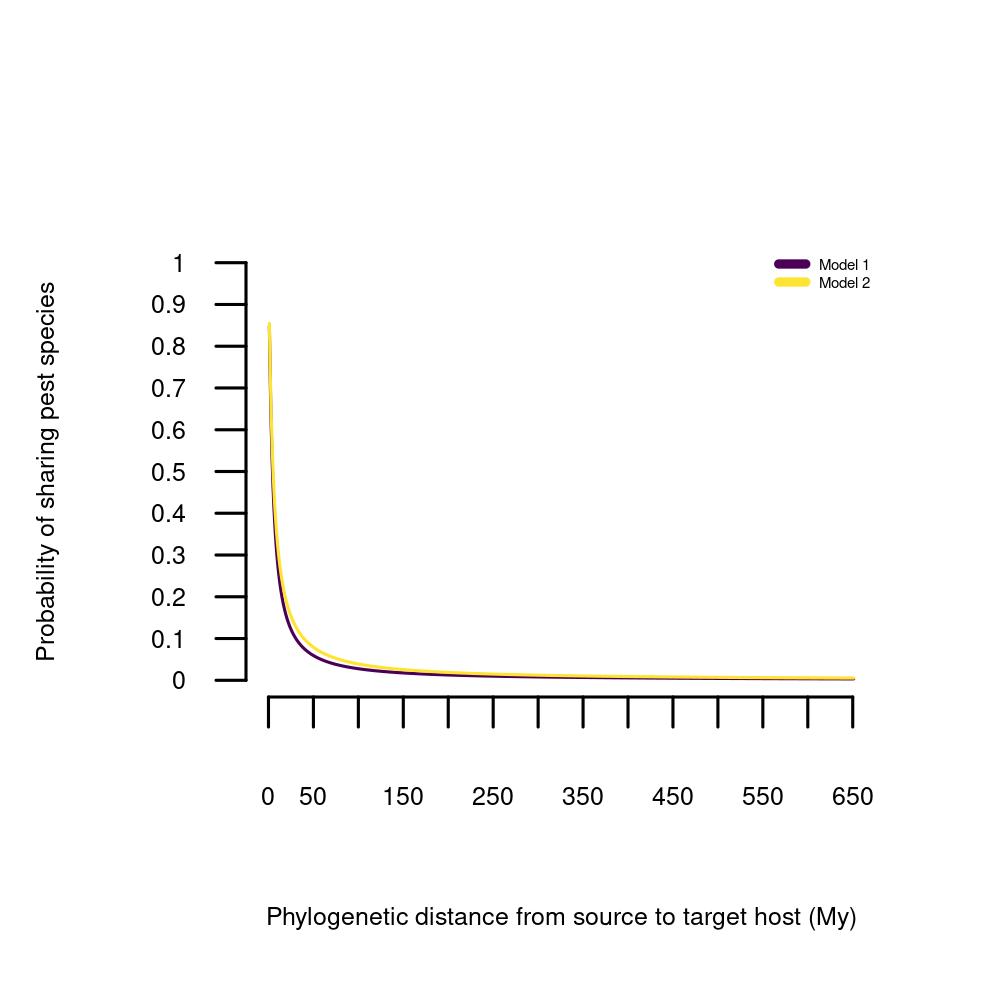 Probability of sharing pest species
1
0.9
0.8
0.7
0.6
0.5
0.4
0.3
0.2
0.1
0
Model 1
Model 2
0 50 150 250 350 450 550 650
Phylogenetic distance from source to target host (My)